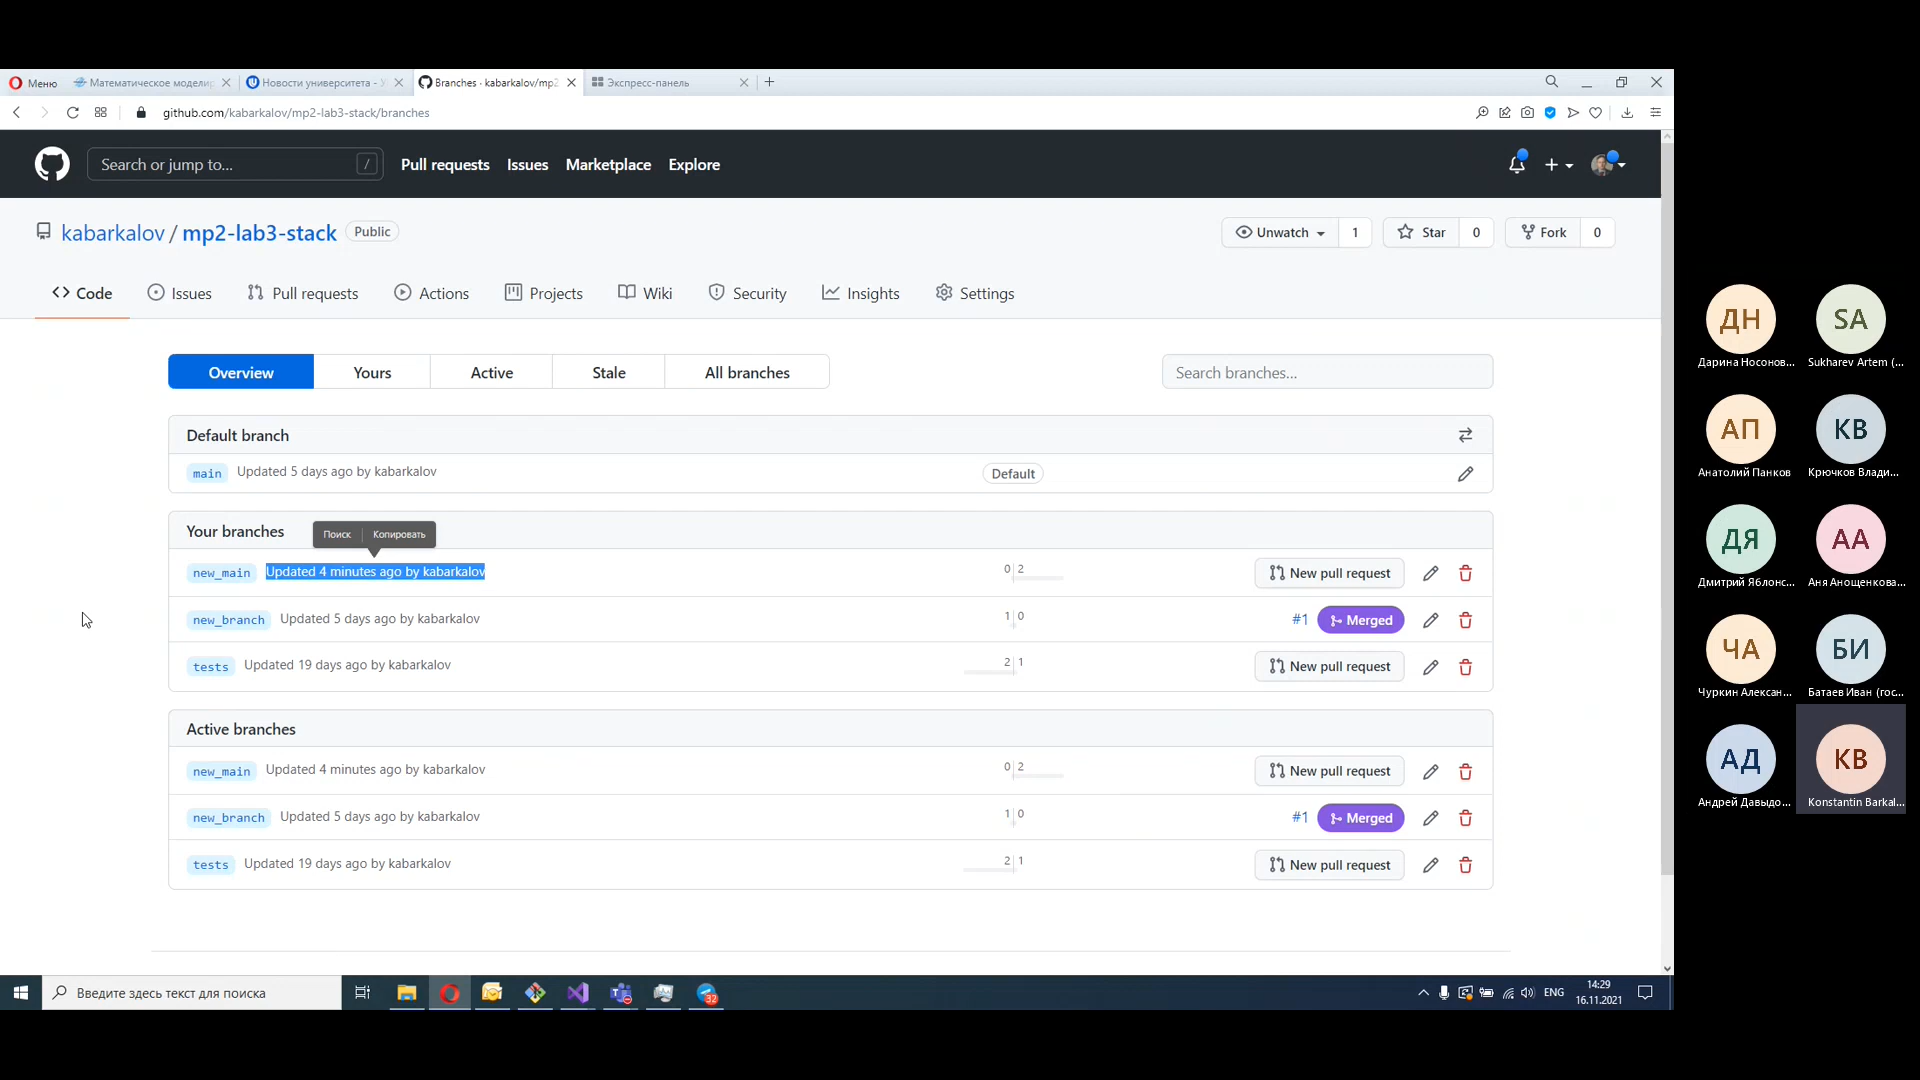 Меню
Математическое моделир
Новости университета - У
Branches · kabarkalov/mp2
Экспресс-панель
github.com/kabarkalov/mp2-lab3-stack/branches
Search or jump to...
/
Pull requests
Issues
Marketplace
Explore
kabarkalov / mp2-lab3-stack
Public
Unwatch
1
Star
0
Fork
0
Code
Issues
Pull requests
Actions
Projects
Wiki
Security
Insights
Settings
Overview
Yours
Active
Stale
All branches
Search branches...
Default branch
main Updated 5 days ago by kabarkalov
Default
Your branches
Поиск
Копировать
new_main Updated 4 minutes ago by kabarkalov
0 2
New pull request
new_branch Updated 5 days ago by kabarkalov
1 0
#1 Merged
tests Updated 19 days ago by kabarkalov
2 1
New pull request
Active branches
new_main Updated 4 minutes ago by kabarkalov
0 2
New pull request
new_branch Updated 5 days ago by kabarkalov
1 0
#1 Merged
tests Updated 19 days ago by kabarkalov
2 1
New pull request
Введите здесь текст для поиска
32
ENG
14:29
16.11.2021
ДН
Дарина Носонов...
SA
Sukharev Artem (...
АП
Анатолий Панков
КВ
Крючков Влади...
ДЯ
Дмитрий Яблонс...
АА
Аня Анощенкова...
ЧА
Чуркин Алексан...
БИ
Батаев Иван (гос...
АД
Андрей Давыдо...
KB
Konstantin Barkal...